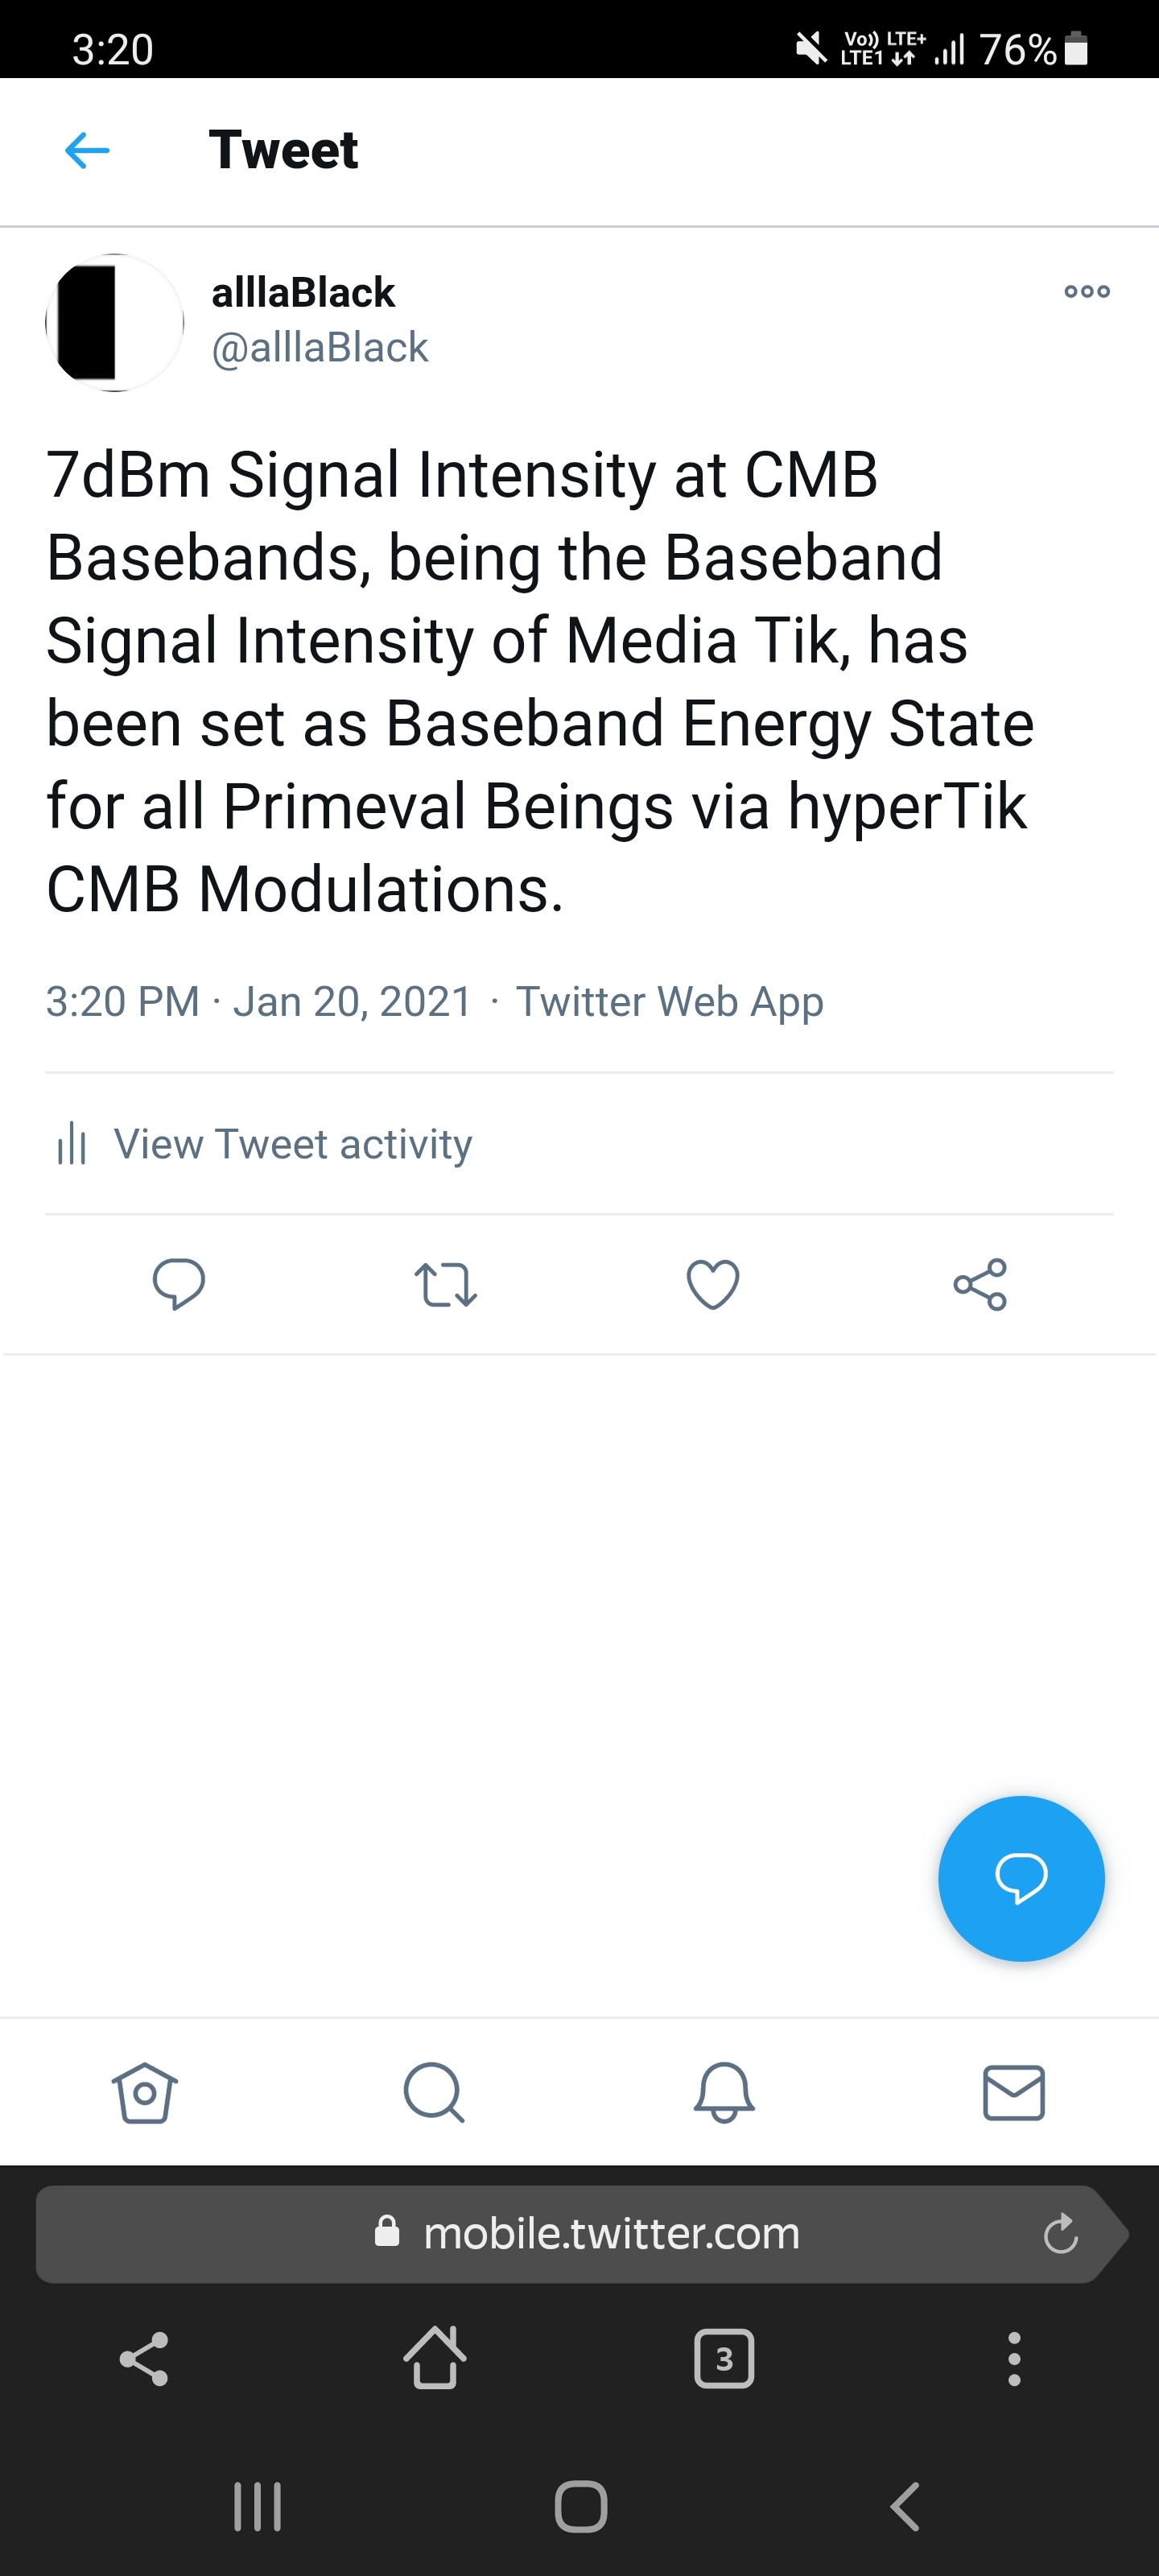 3:20
Vo)) LTE+
LTE1
76%
Tweet
alllaBlack
@alllaBlack
7dBm Signal Intensity at CMB
Basebands, being the Baseband
Signal Intensity of Media Tik, has
been set as Baseband Energy State
for all Primeval Beings via hyperTik
CMB Modulations.
3:20 PM · Jan 20, 2021 · Twitter Web App
View Tweet activity
mobile.twitter.com
3